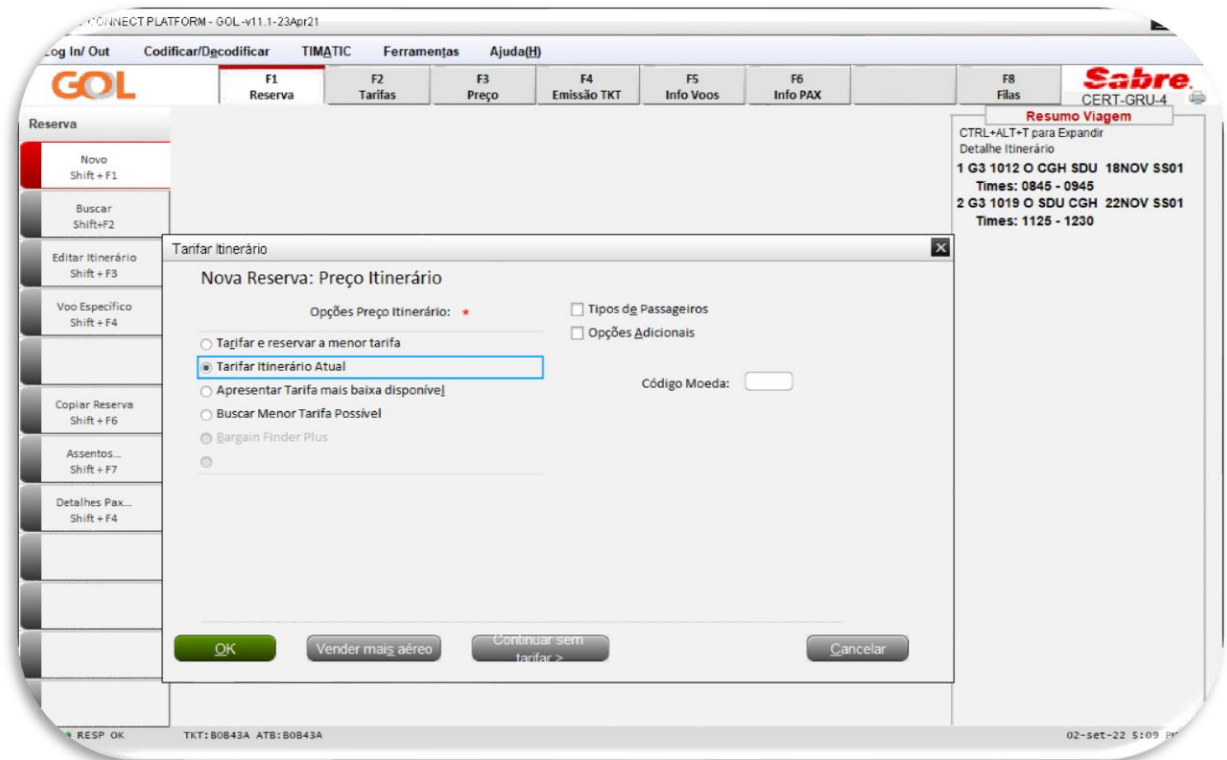 CONNECT PLATFORM - GOL -v11.1-23Apr21
Log In/ Out Codificar/Decodificar TIMATIC Ferramentas Ajuda(H)
GOL
F1
Reserva
F2
Tarifas
F3
Preço
F4
Emissão TKT
F5
Info Voos
F6
Info PAX
F8
Filas
Sabre.
CERT-GRU-4
Reserva
Novo
Shift + F1
Buscar
Shift+F2
Editar Itinerário
Shift + F3
Voo Específico
Shift + F4
Copiar Reserva
Shift + F6
Assentos...
Shift + F7
Detalhes Pax...
Shift + F4
Resumo Viagem
CTRL+ALT+T para Expandir
Detalhe Itinerário
1 G3 1012 O CGH SDU 18NOV SS01
Times: 0845 - 0945
2 G3 1019 O SDU CGH 22NOV SS01
Times: 1125 - 1230
Tarifar Itinerário
Nova Reserva: Preço Itinerário
Opções Preço Itinerário: *
Tarifar e reservar a menor tarifa
Tarifar Itinerário Atual
Apresentar Tarifa mais baixa disponível
Buscar Menor Tarifa Possível
Bargain Finder Plus
Tipos de Passageiros
Opções Adicionais
Código Moeda:
OK
Vender mais aéreo
Continuar sem
tarifar >
Cancelar
RESP OK
TKT:B0B43A ATB:B0B43A
02-set-22 5:09